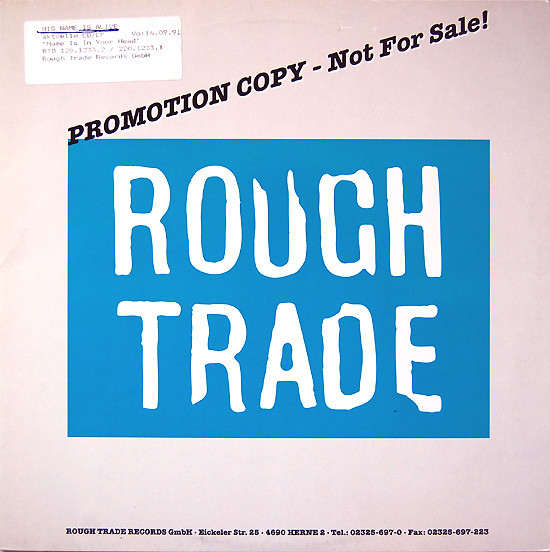 HIS NAME IS ALIVE
aktuelle CD/LP Vö:16.09.91
"Home Is In Your Head"
RTD 120.1233.2 / 220.1233.1
Rough Trade Records GmbH
PROMOTION COPY - Not For Sale!
ROUGH
TRADE
ROUGH TRADE RECORDS GmbH · Eickeler Str. 25 · 4690 HERNE 2 · Tel.: 02325-697-0 · Fax: 02325-697-223